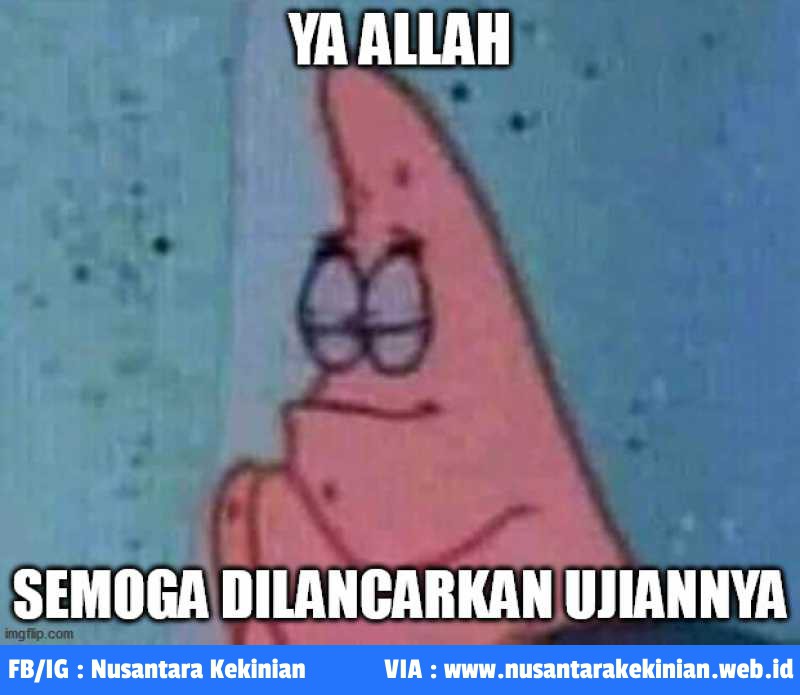 YA ALLAH
SEMOGA DILANCARKAN UJIANNYA
imgflip.com
FB/IG : Nusantara Kekinian VIA : www.nusantarakekinian.web.id